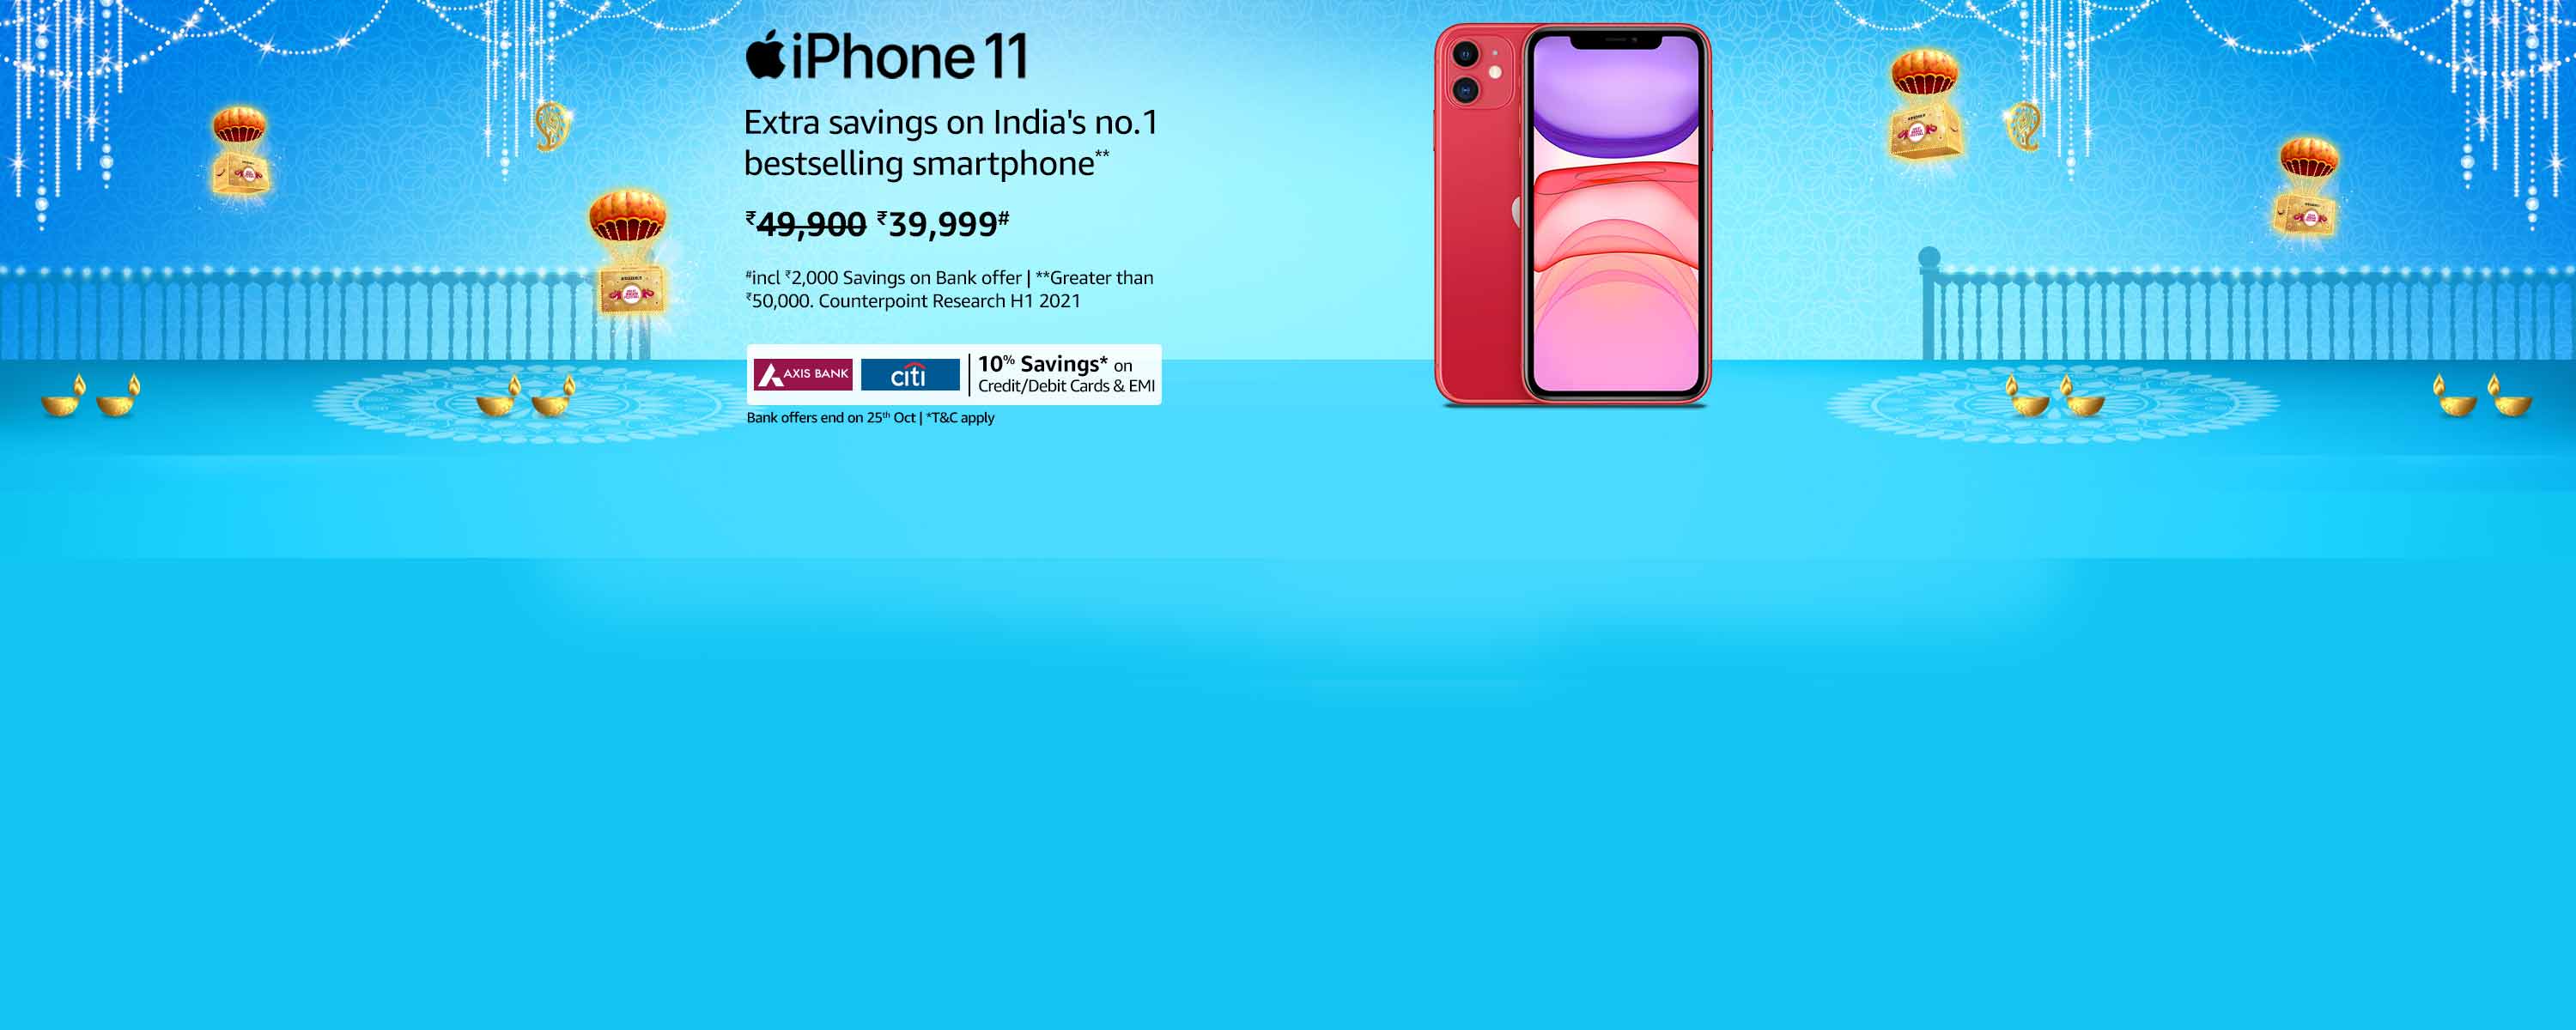 iPhone 11
Extra savings on India's no.1
bestselling smartphone**
₹49,900 ₹39,999#
#incl ₹2,000 Savings on Bank offer | **Greater than
₹50,000. Counterpoint Research H1 2021
AXIS BANK citi 10% Savings* on
Credit/Debit Cards & EMI
Bank offers end on 25th Oct | *T&C apply